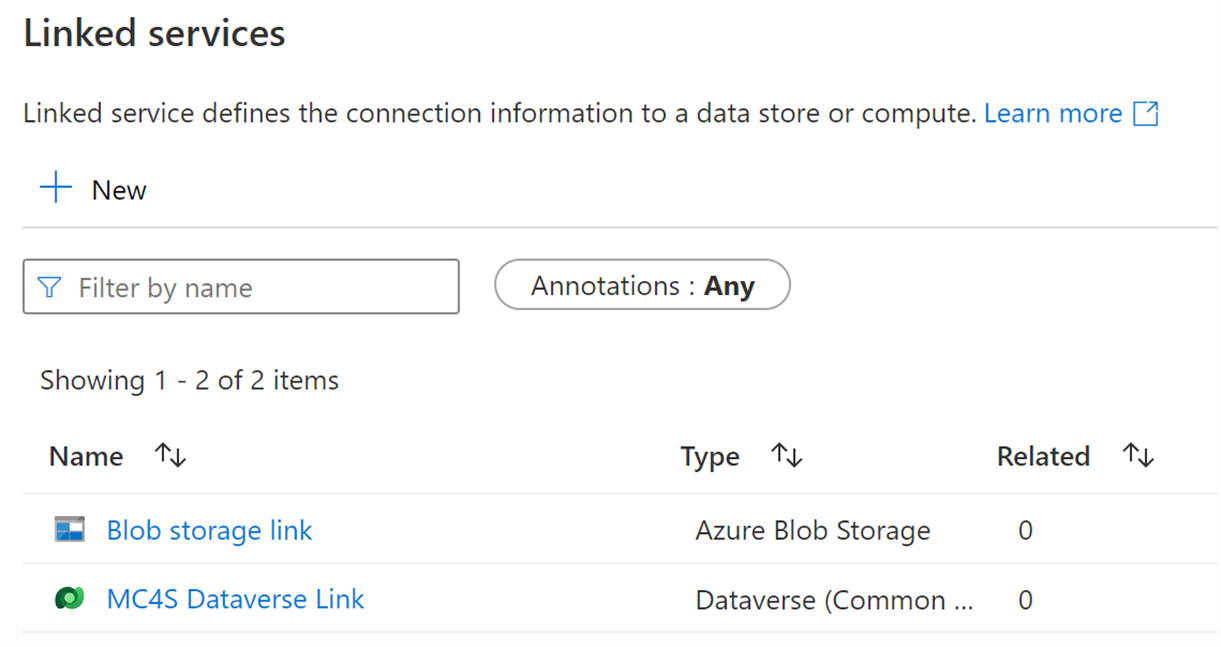 Linked services
Linked service defines the connection information to a data store or compute. Learn more
New
Filter by name
Annotations : Any
Showing 1 - 2 of 2 items
Name Type Related
Blob storage link Azure Blob Storage 0
MC4S Dataverse Link Dataverse (Common ... 0